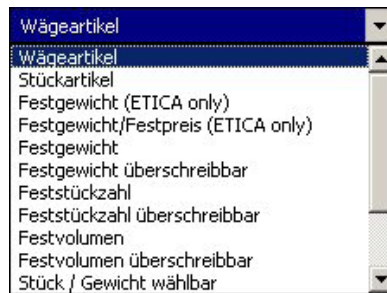 Wägeartikel
Wägeartikel
Stückartikel
Festgewicht (ETICA only)
Festgewicht/Festpreis (ETICA only)
Festgewicht
Festgewicht überschreibbar
Feststückzahl
Feststückzahl überschreibbar
Festvolumen
Festvolumen überschreibbar
Stück / Gewicht wählbar